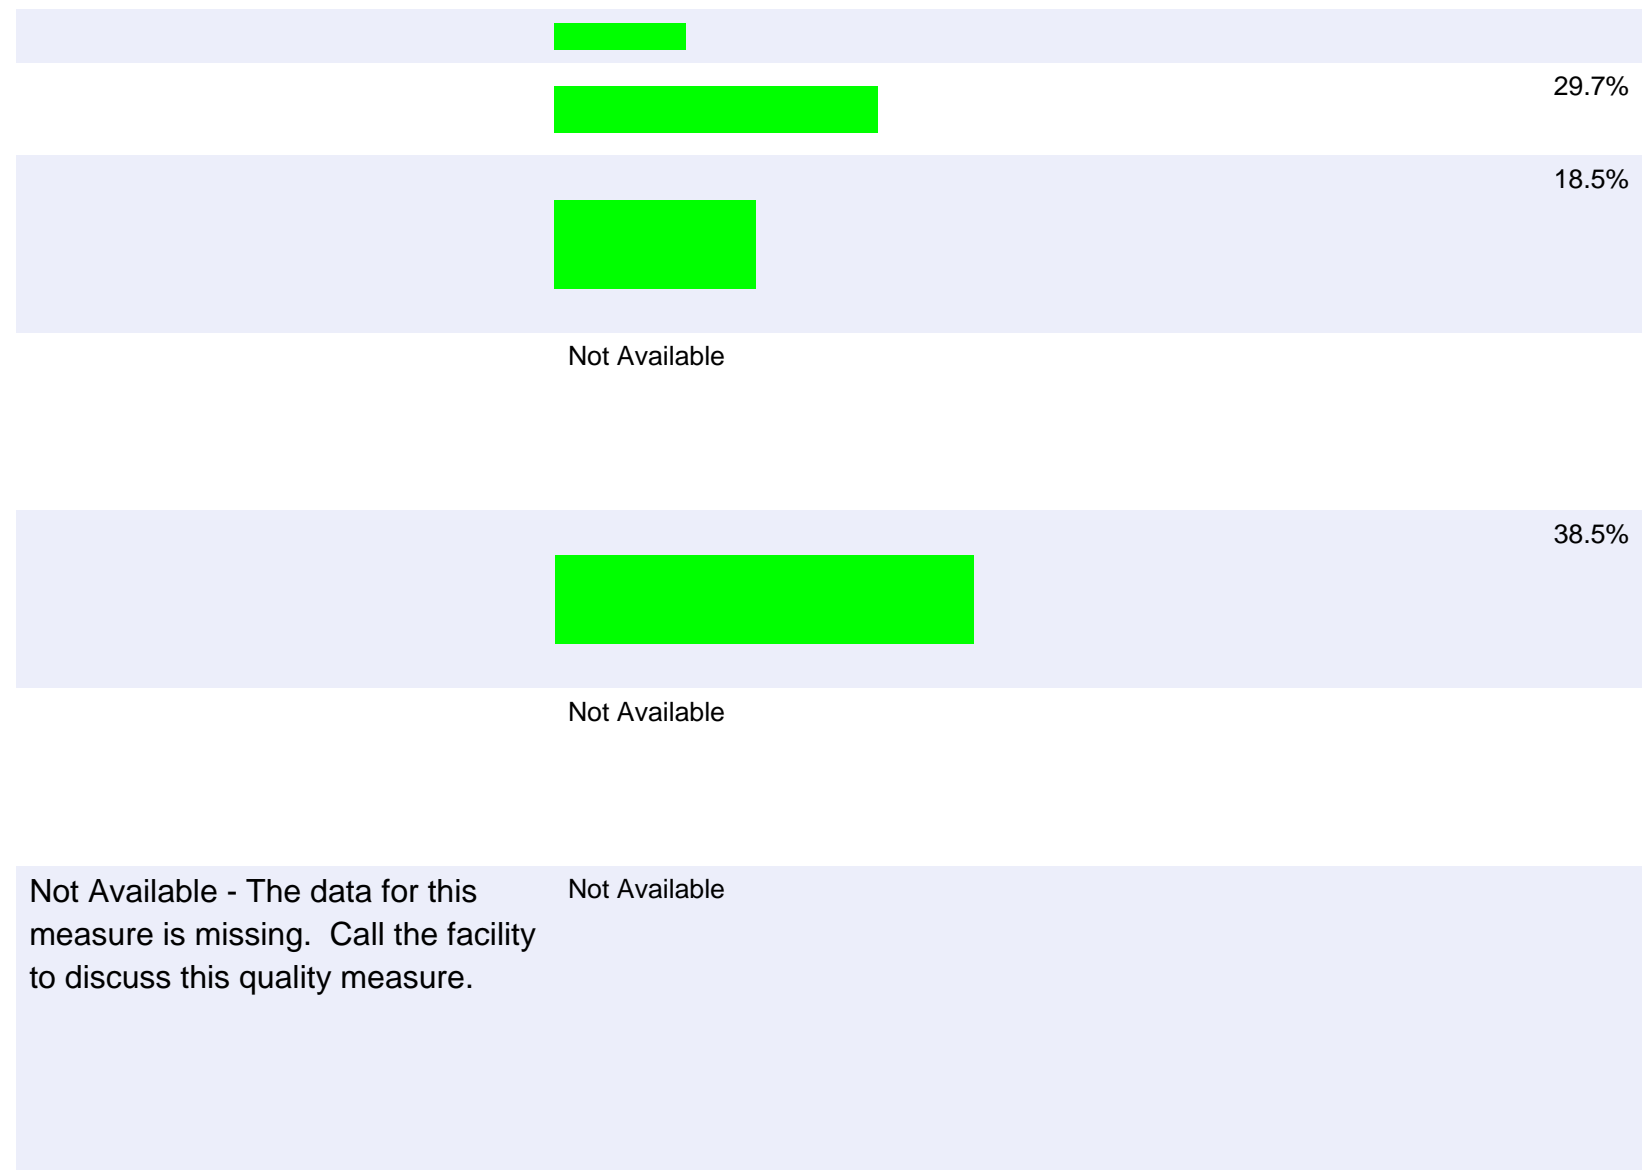 29.7%
18.5%
Not Available
38.5%
Not Available
Not Available - The data for this
measure is missing.  Call the facility
to discuss this quality measure.
Not Available